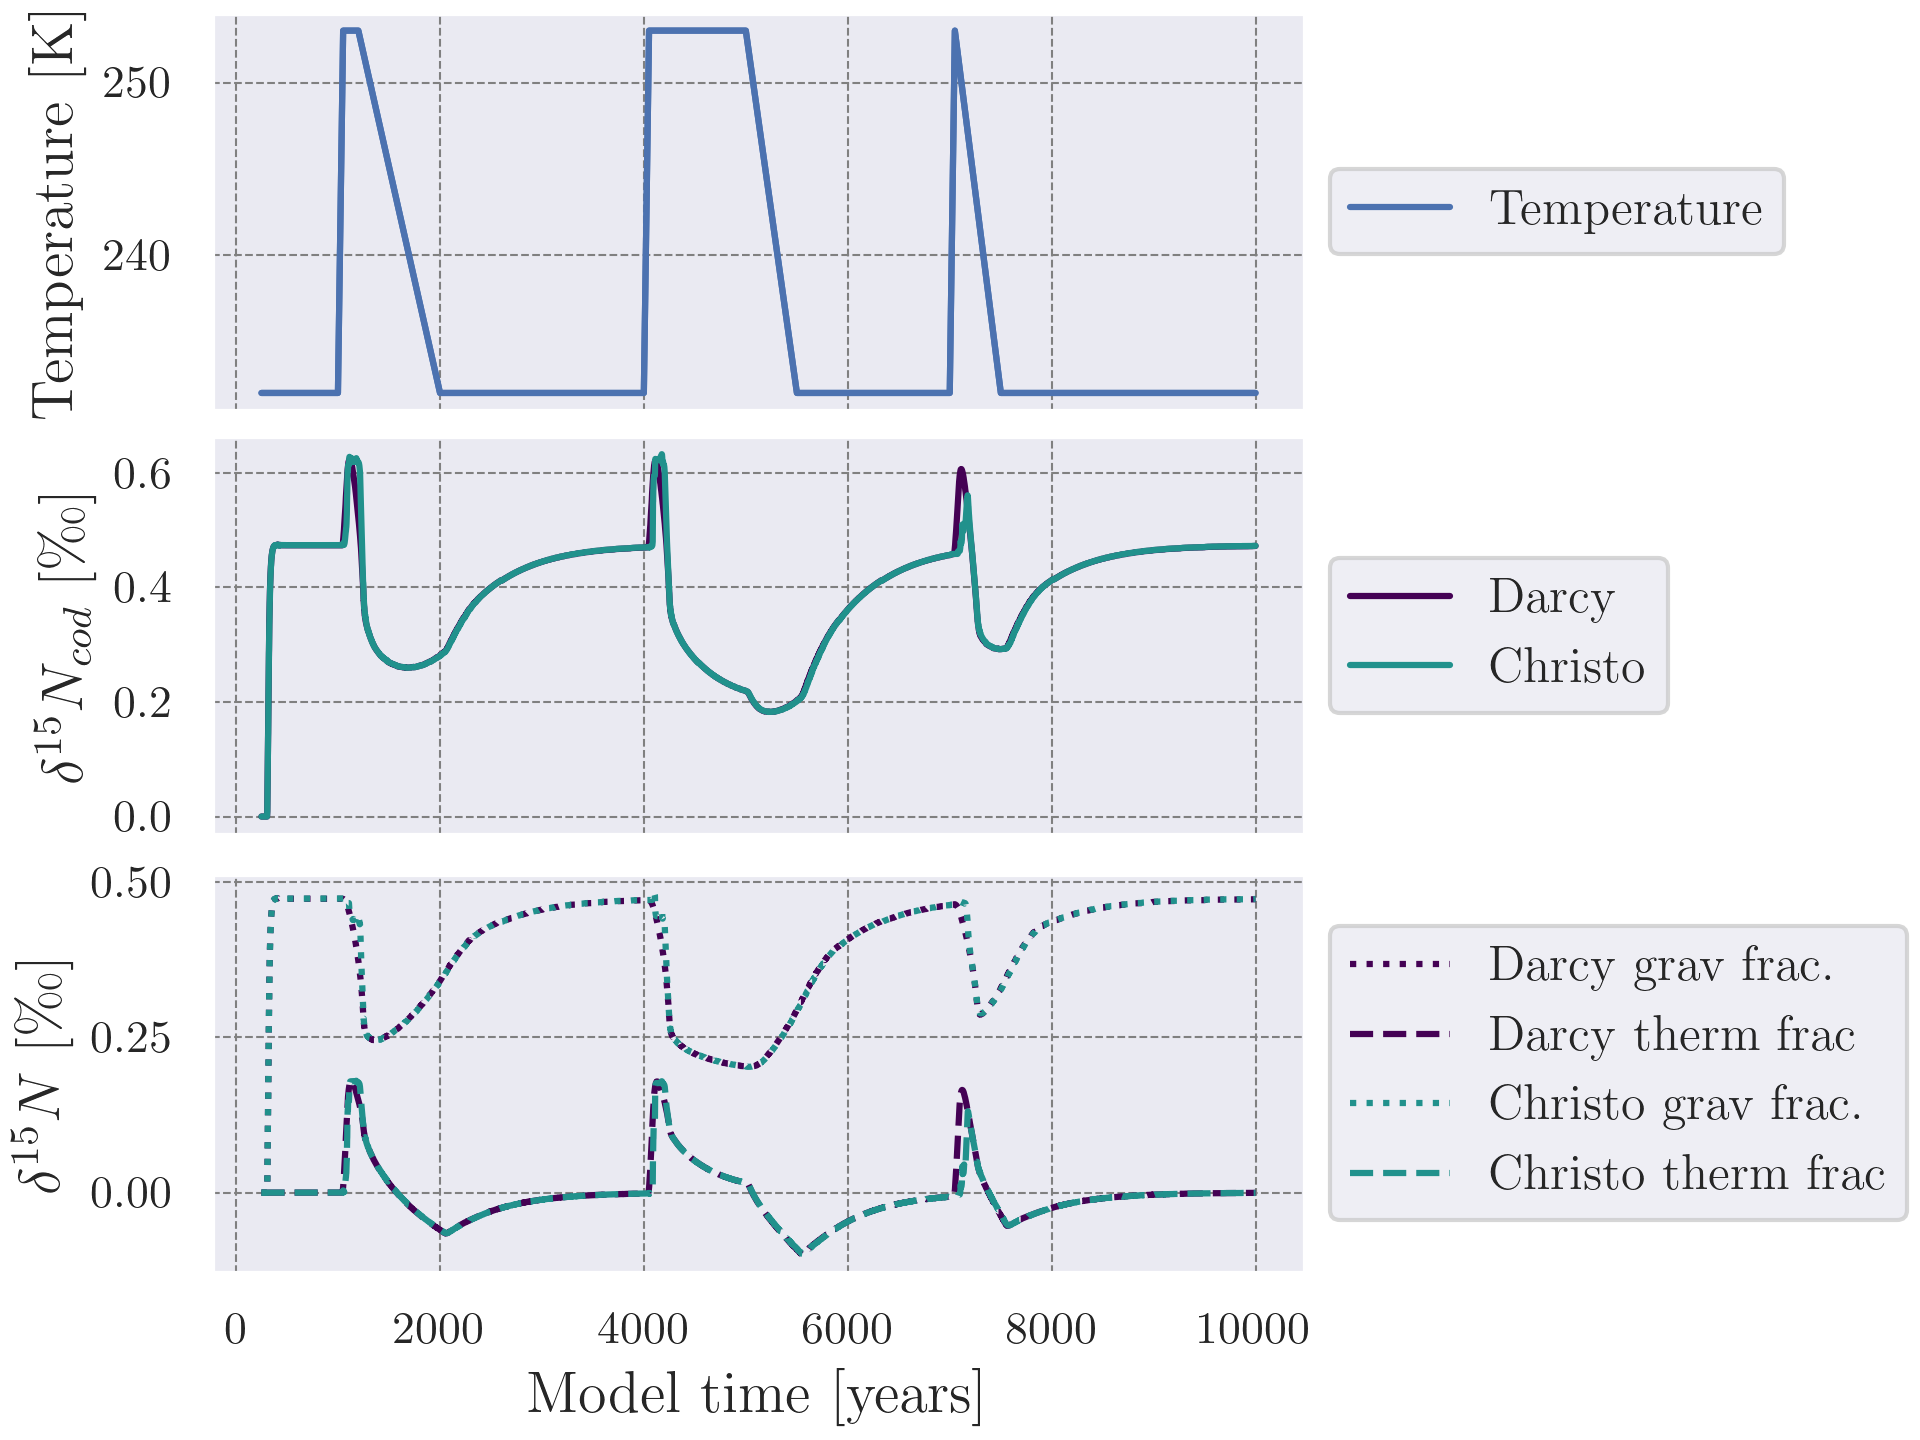 Temperature [K]
250
240
Temperature
δ¹⁵N_cod [‰]
0.6
0.4
0.2
0.0
Darcy
Christo
δ¹⁵N [‰]
0.50
0.25
0.00
Darcy grav frac.
Darcy therm frac
Christo grav frac.
Christo therm frac
0 2000 4000 6000 8000 10000
Model time [years]